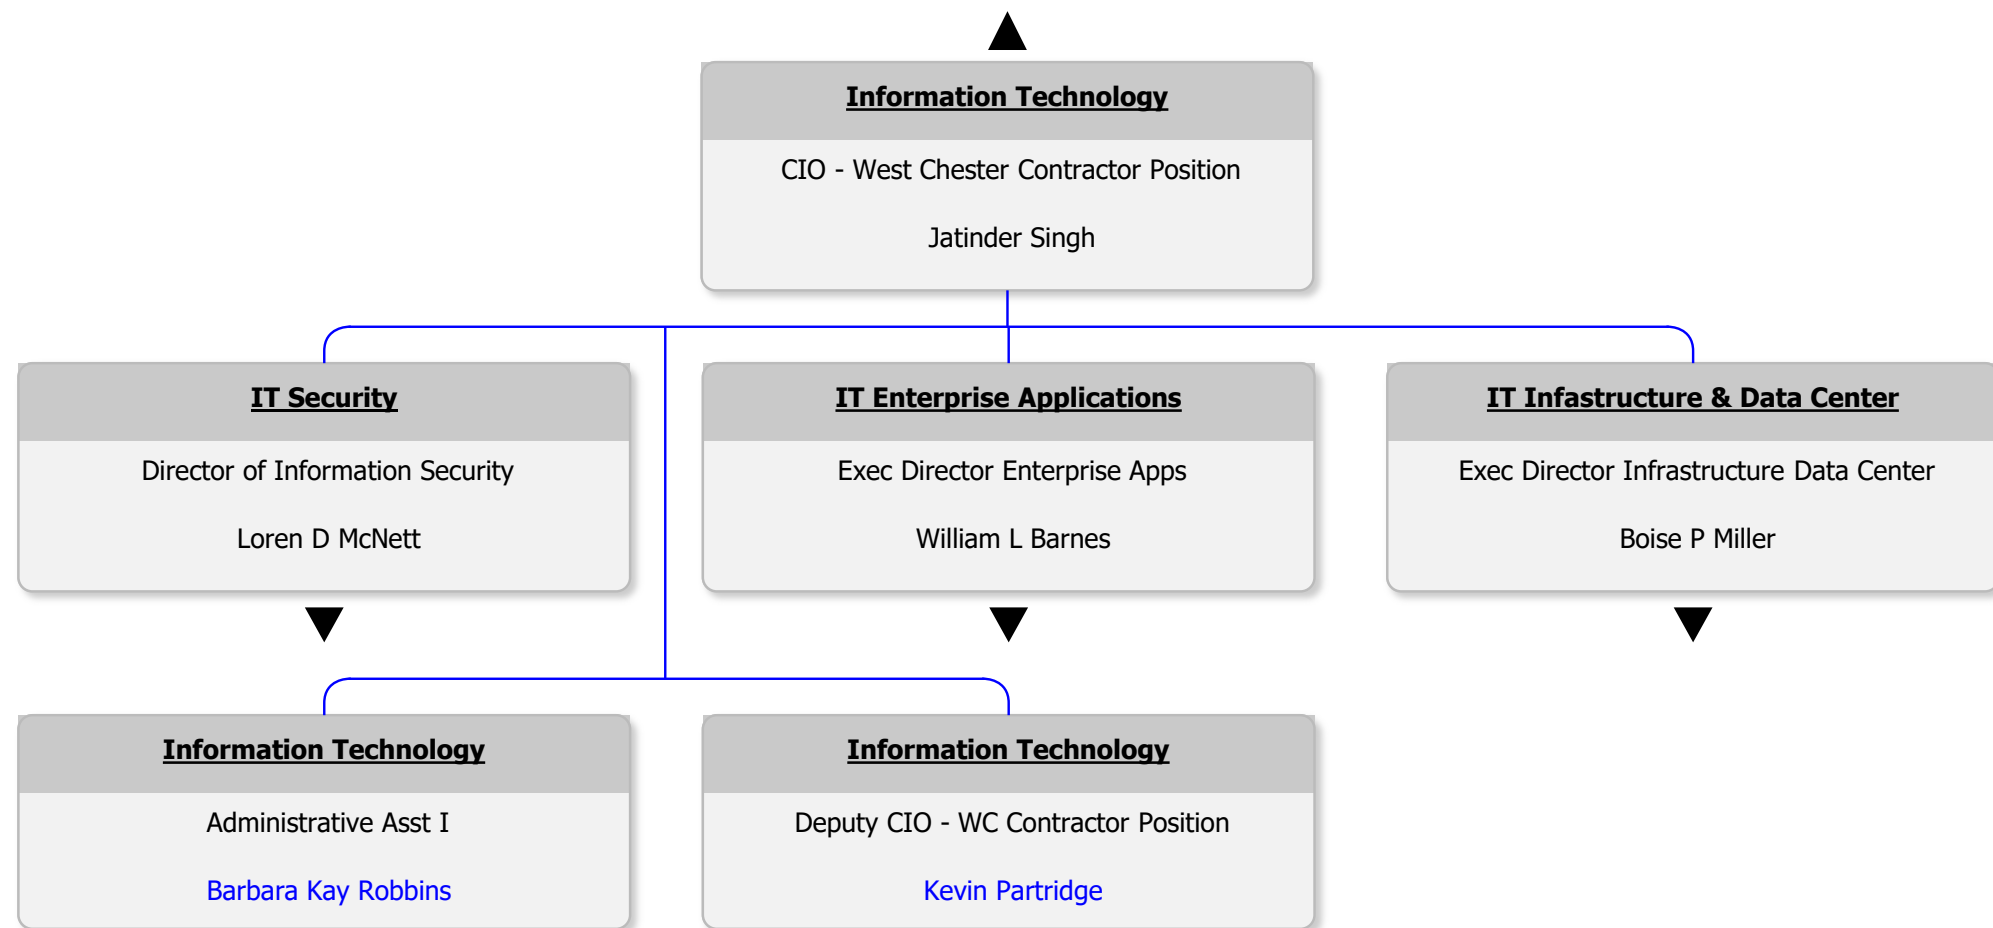 Information Technology
CIO - West Chester Contractor Position
Jatinder Singh
IT Security
Director of Information Security
Loren D McNett
IT Enterprise Applications
Exec Director Enterprise Apps
William L Barnes
IT Infastructure & Data Center
Exec Director Infrastructure Data Center
Boise P Miller
Information Technology
Administrative Asst I
Barbara Kay Robbins
Information Technology
Deputy CIO - WC Contractor Position
Kevin Partridge